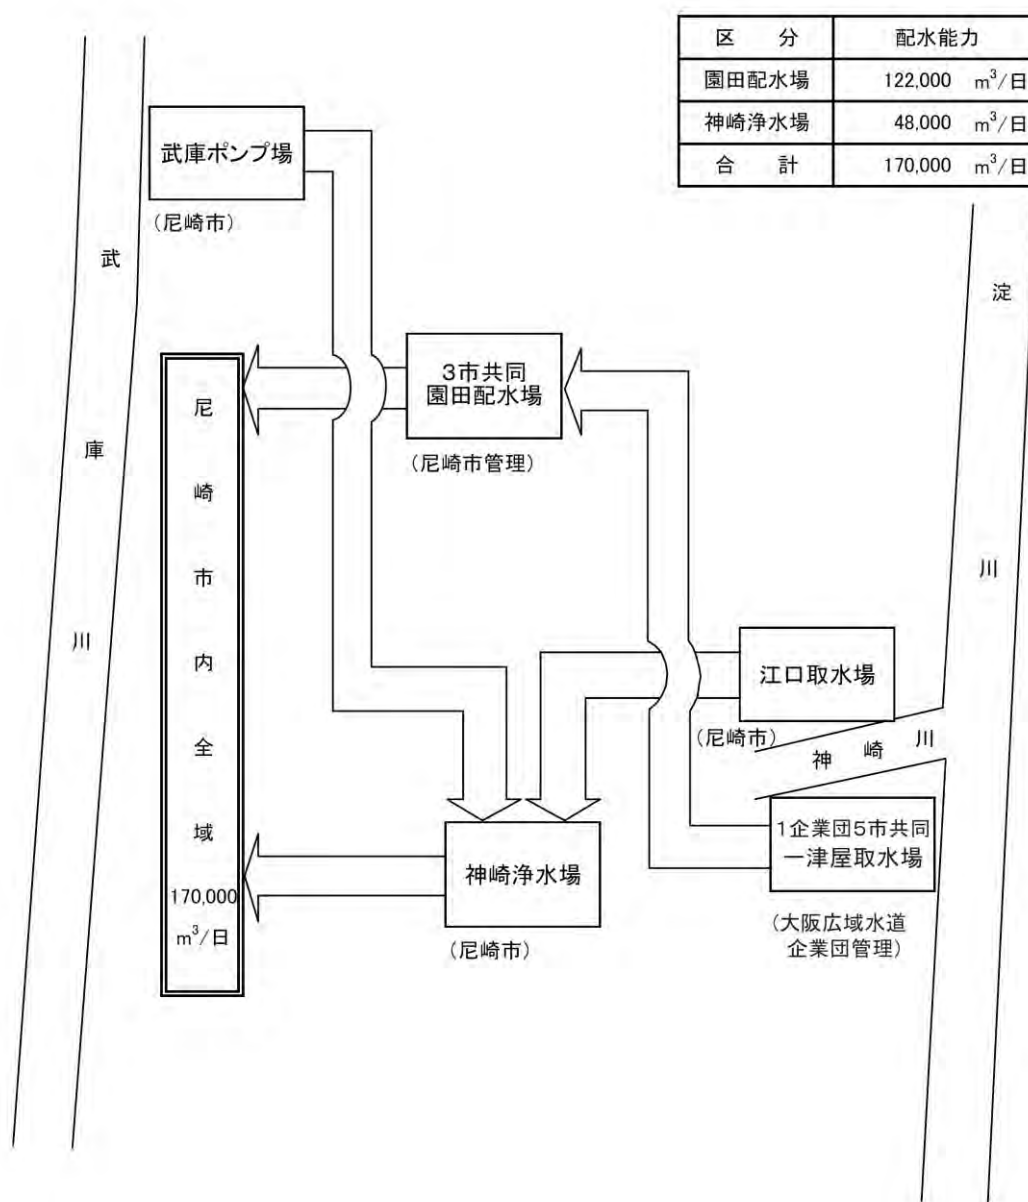 区 分 配水能力
園田配水場 122,000 m³/日
神崎浄水場 48,000 m³/日
合 計 170,000 m³/日
武庫ポンプ場
(尼崎市)
武庫川
淀川
3市共同
園田配水場
(尼崎市管理)
尼崎市内全域
170,000
m³/日
江口取水場
(尼崎市)
神崎川
1企業団5市共同
一津屋取水場
(大阪広域水道
企業団管理)
神崎浄水場
(尼崎市)